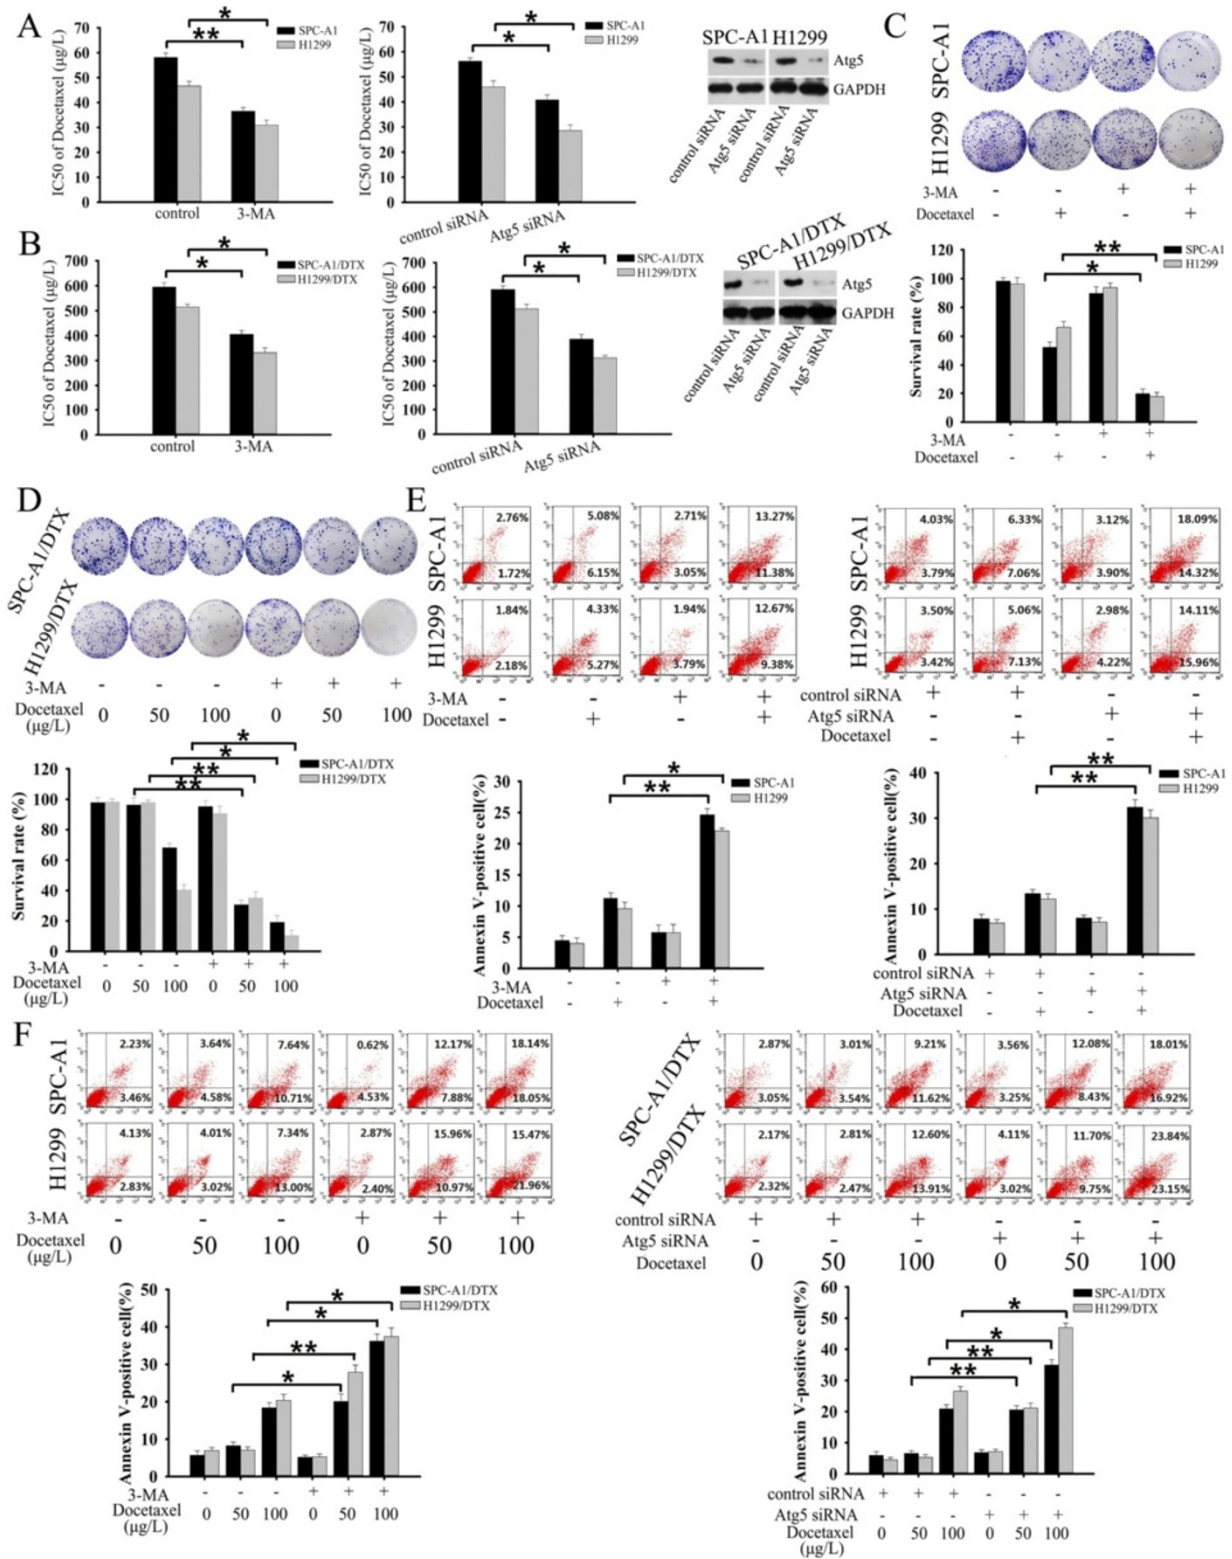 A
IC50 of Docetaxel (μg/L)
70
60
50
40
30
20
10
0
*
**
SPC-A1
H1299
control
3-MA
IC50 of Docetaxel (μg/L)
70
60
50
40
30
20
10
0
*
*
SPC-A1
H1299
control siRNA
Atg5 siRNA
SPC-A1 H1299
Atg5
GAPDH
control siRNA
Atg5 siRNA
control siRNA
Atg5 siRNA
B
IC50 of Docetaxel (μg/L)
700
600
500
400
300
200
100
0
*
*
SPC-A1/DTX
H1299/DTX
control
3-MA
IC50 of Docetaxel (μg/L)
700
600
500
400
300
200
100
0
*
*
SPC-A1/DTX
H1299/DTX
control siRNA
Atg5 siRNA
SPC-A1/DTX
H1299/DTX
Atg5
GAPDH
control siRNA
Atg5 siRNA
control siRNA
Atg5 siRNA
C
SPC-A1
H1299
3-MA - - + +
Docetaxel - + - +
Survival rate (%)
120
100
80
60
40
20
0
**
*
SPC-A1
H1299
3-MA - - + +
Docetaxel - + - +
D
SPC-A1/DTX
H1299/DTX
3-MA - - - + + +
Docetaxel 0 50 100 0 50 100
(μg/L)
Survival rate (%)
120
100
80
60
40
20
0
*
*
**
**
SPC-A1/DTX
H1299/DTX
3-MA - - - + + +
Docetaxel 0 50 100 0 50 100
(μg/L)
E
SPC-A1
2.76% 5.08% 2.71% 13.27%
1.72% 6.15% 3.05% 11.38%
H1299
1.84% 4.33% 1.94% 12.67%
2.18% 5.27% 3.79% 9.38%
3-MA - - + +
Docetaxel - + - +
SPC-A1
4.03% 6.33% 3.12% 18.09%
3.79% 7.06% 3.90% 14.32%
H1299
3.50% 5.06% 2.98% 14.11%
3.42% 7.13% 4.22% 15.96%
control siRNA + + - -
Atg5 siRNA - - + +
Docetaxel - + - +
Annexin V-positive cell(%)
30
25
20
15
10
5
0
*
**
SPC-A1
H1299
3-MA - - + +
Docetaxel - + - +
Annexin V-positive cell(%)
40
30
20
10
0
**
**
SPC-A1
H1299
control siRNA + + - -
Atg5 siRNA - - + +
Docetaxel - + - +
F
SPC-A1
2.23% 3.64% 7.64% 0.62% 12.17% 18.14%
3.46% 4.58% 10.71% 4.53% 7.88% 18.05%
H1299
4.13% 4.01% 7.34% 2.87% 15.96% 15.47%
2.83% 3.02% 13.00% 2.40% 10.97% 21.96%
3-MA - - - + + +
Docetaxel 0 50 100 0 50 100
(μg/L)
SPC-A1/DTX
2.87% 3.01% 9.21% 3.56% 12.08% 18.01%
3.05% 3.54% 11.62% 3.25% 8.43% 16.92%
H1299/DTX
2.17% 2.81% 12.60% 4.11% 11.70% 23.84%
2.32% 2.47% 13.91% 3.02% 9.75% 23.15%
control siRNA + + + - - -
Atg5 siRNA - - - + + +
Docetaxel 0 50 100 0 50 100
Annexin V-positive cell(%)
50
40
30
20
10
0
*
*
**
*
SPC-A1/DTX
H1299/DTX
3-MA - - - + + +
Docetaxel 0 50 100 0 50 100
(μg/L)
Annexin V-positive cell(%)
60
50
40
30
20
10
0
*
*
**
**
SPC-A1/DTX
H1299/DTX
control siRNA + + + - - -
Atg5 siRNA - - - + + +
Docetaxel 0 50 100 0 50 100
(μg/L)